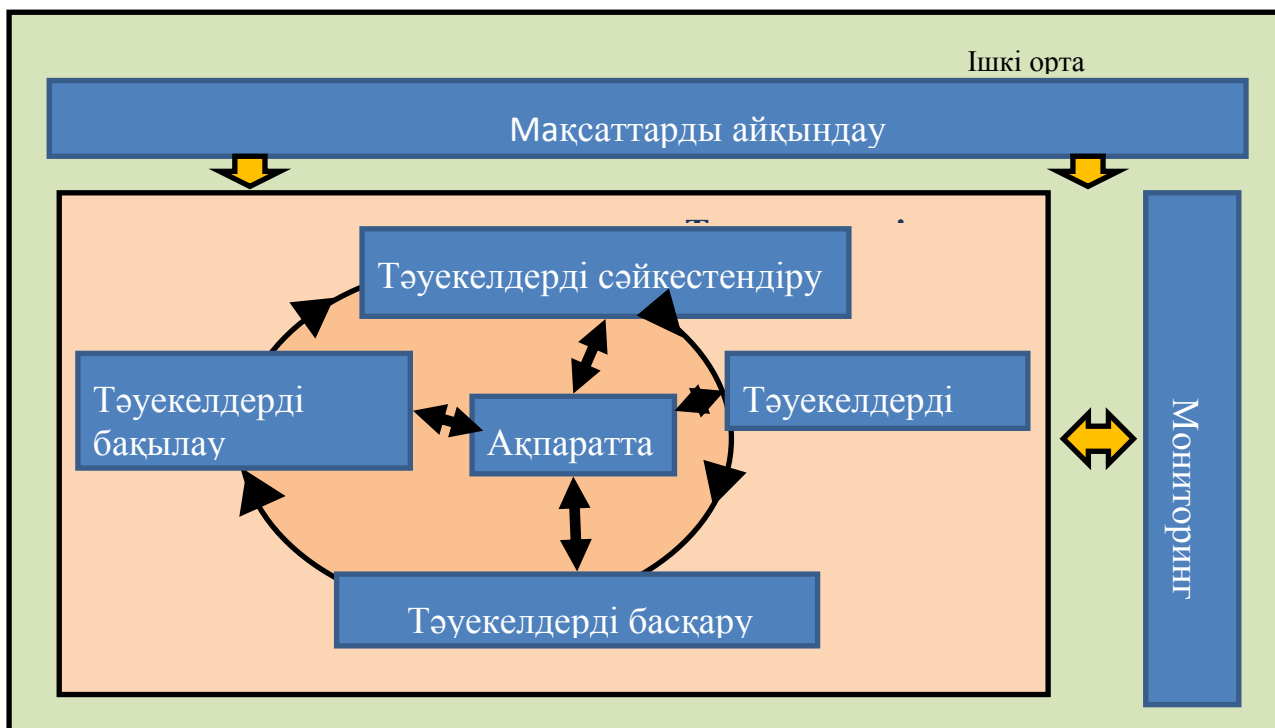 Ішкі орта
Мақсаттарды айқындау
Тәуекелдерді сәйкестендіру
Тәуекелдерді
бақылау
Ақпаратта
Тәуекелдерді
Тәуекелдерді басқару
Мониторинг